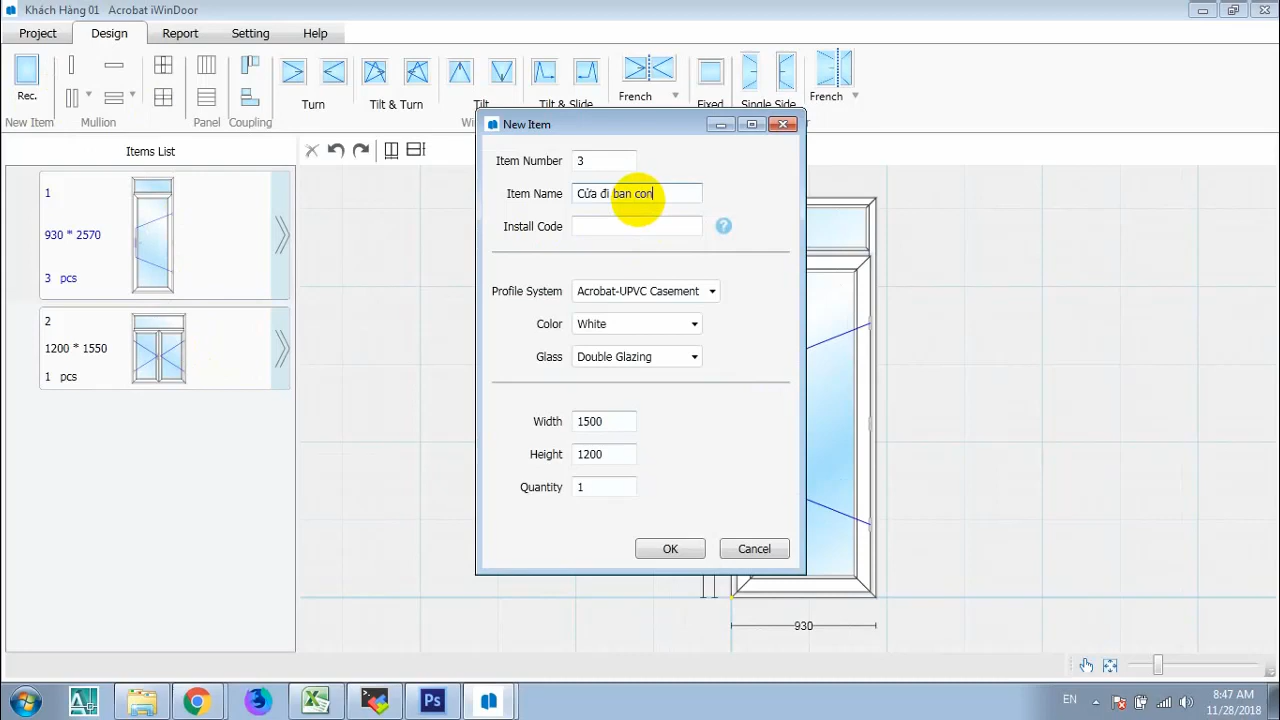 Khách Hàng 01 - Acrobat iWinDoor
Project Design Report Setting Help
Rec.
Turn Tilt & Turn Tilt Tilt & Slide French Fixed Single Side French
New Item Mullion Panel Coupling
Items List
1
930 * 2570
3 pcs
2
1200 * 1550
1 pcs
New Item
Item Number 3
Item Name Cửa đi ban con
Install Code
?
Profile System Acrobat-UPVC Casement
Color White
Glass Double Glazing
Width 1500
Height 1200
Quantity 1
OK Cancel
930
Ps
EN
8:47 AM
11/28/2018